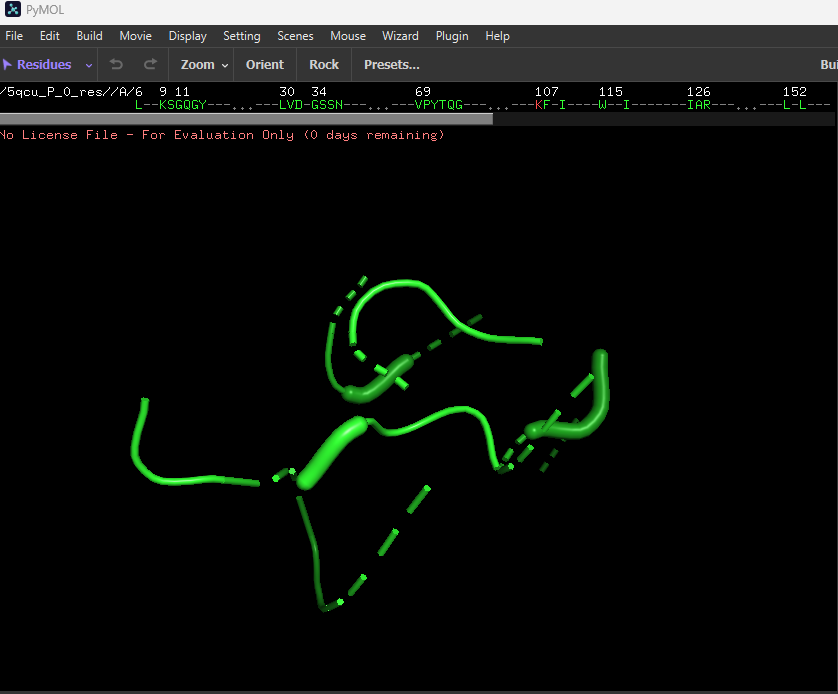 PyMOL
File Edit Build Movie Display Setting Scenes Mouse Wizard Plugin Help
Residues Zoom Orient Rock Presets... Bui
/5qcu_P_0_res//A/6 9 11 30 34 69 107 115 126 152
L--KSGQGY---...---LVD-GSSN---...---VPYTQG---...---KF-I----W--I-------IAR---...---L-L---
No License File - For Evaluation Only (0 days remaining)